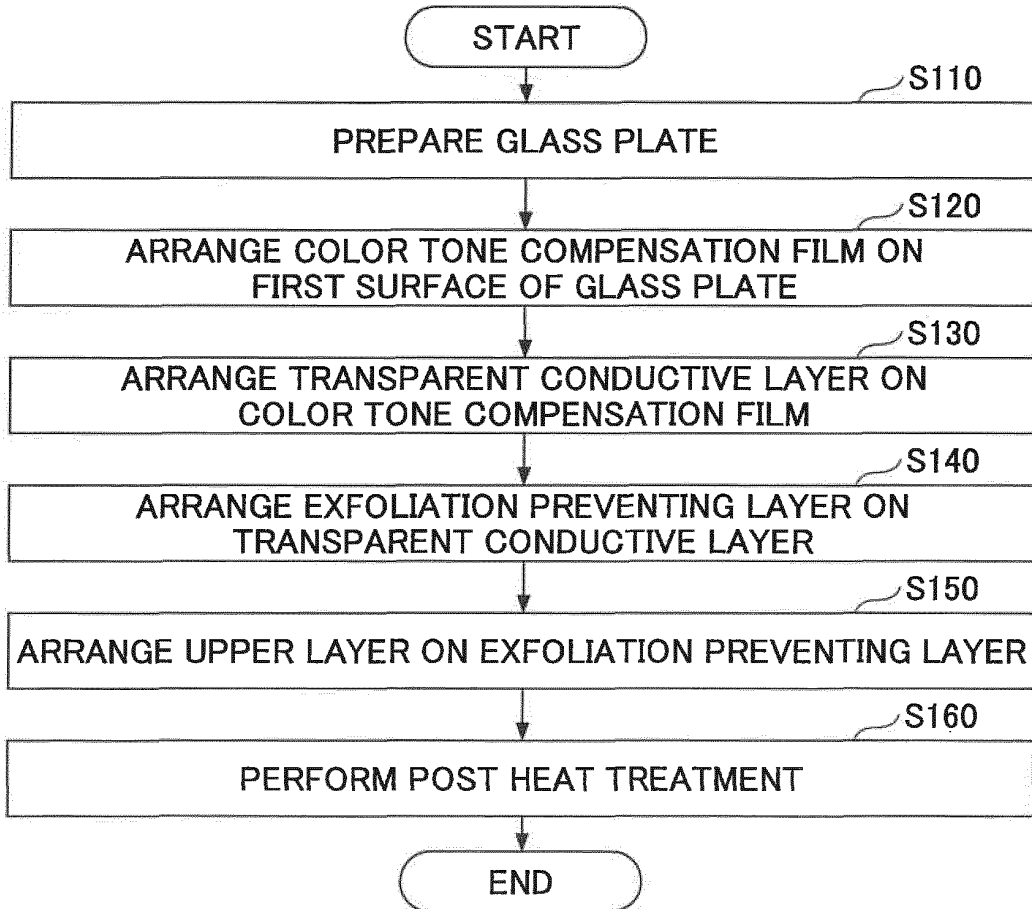 START
S110
PREPARE GLASS PLATE
S120
ARRANGE COLOR TONE COMPENSATION FILM ON
FIRST SURFACE OF GLASS PLATE
S130
ARRANGE TRANSPARENT CONDUCTIVE LAYER ON
COLOR TONE COMPENSATION FILM
S140
ARRANGE EXFOLIATION PREVENTING LAYER ON
TRANSPARENT CONDUCTIVE LAYER
S150
ARRANGE UPPER LAYER ON EXFOLIATION PREVENTING LAYER
S160
PERFORM POST HEAT TREATMENT
END